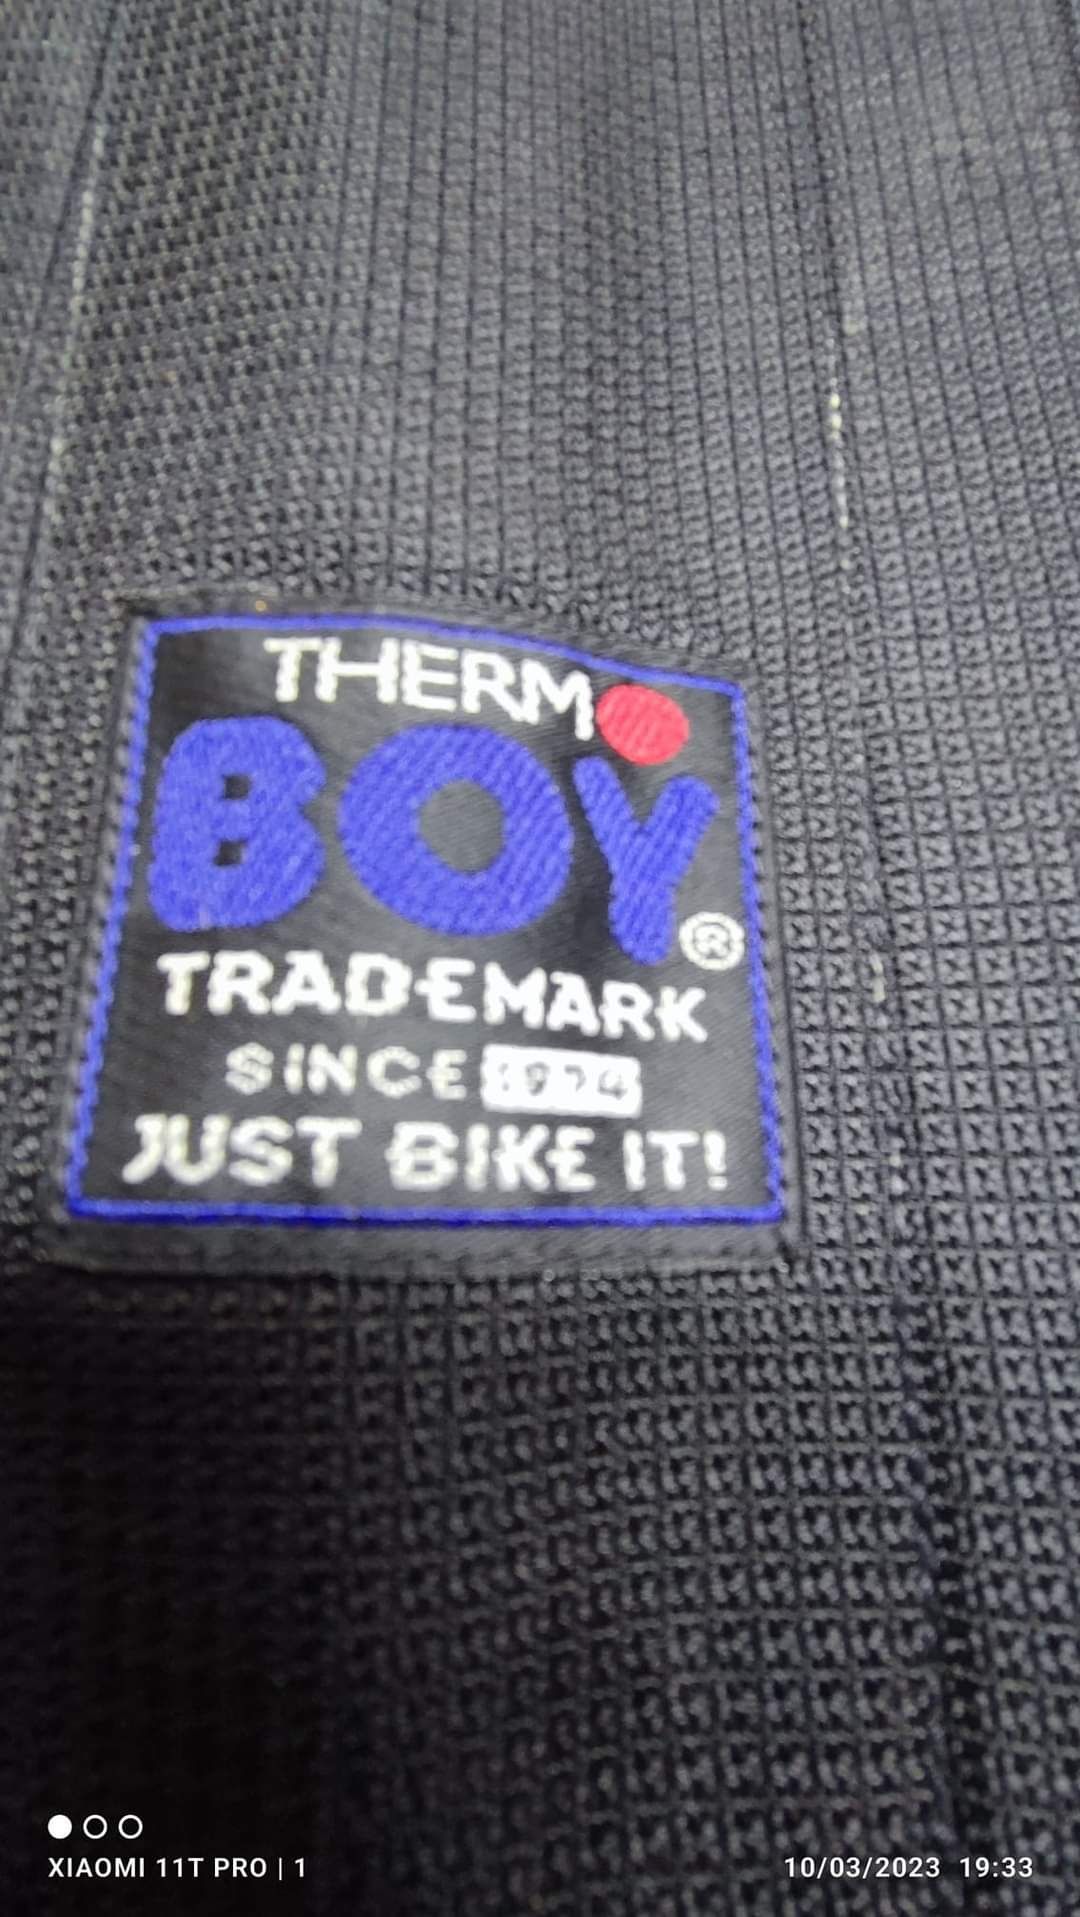 THERMO
BOY®
TRADEMARK
SINCE 1974
JUST BIKE IT!
XIAOMI 11T PRO | 1
10/03/2023 19:33